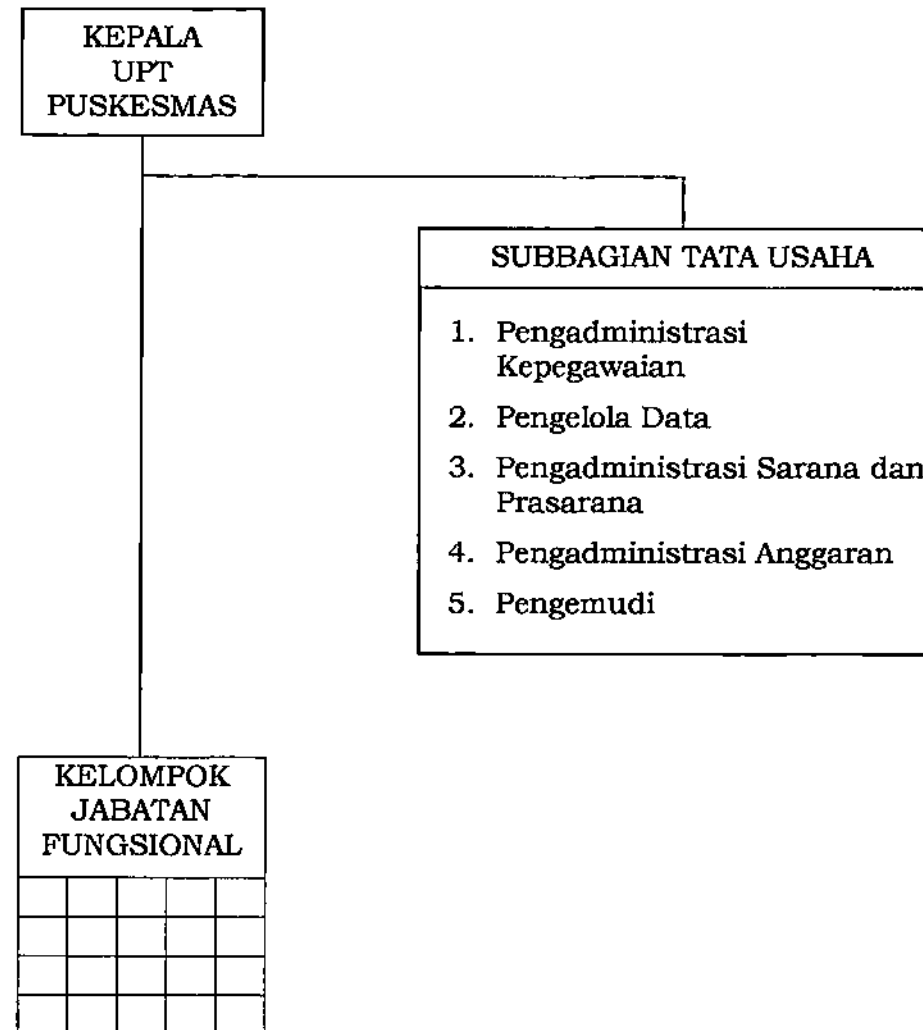 KEPALA
UPT
PUSKESMAS
SUBBAGIAN TATA USAHA
1. Pengadministrasi
Kepegawaian
2. Pengelola Data
3. Pengadministrasi Sarana dan
Prasarana
4. Pengadministrasi Anggaran
5. Pengemudi
KELOMPOK
JABATAN
FUNGSIONAL